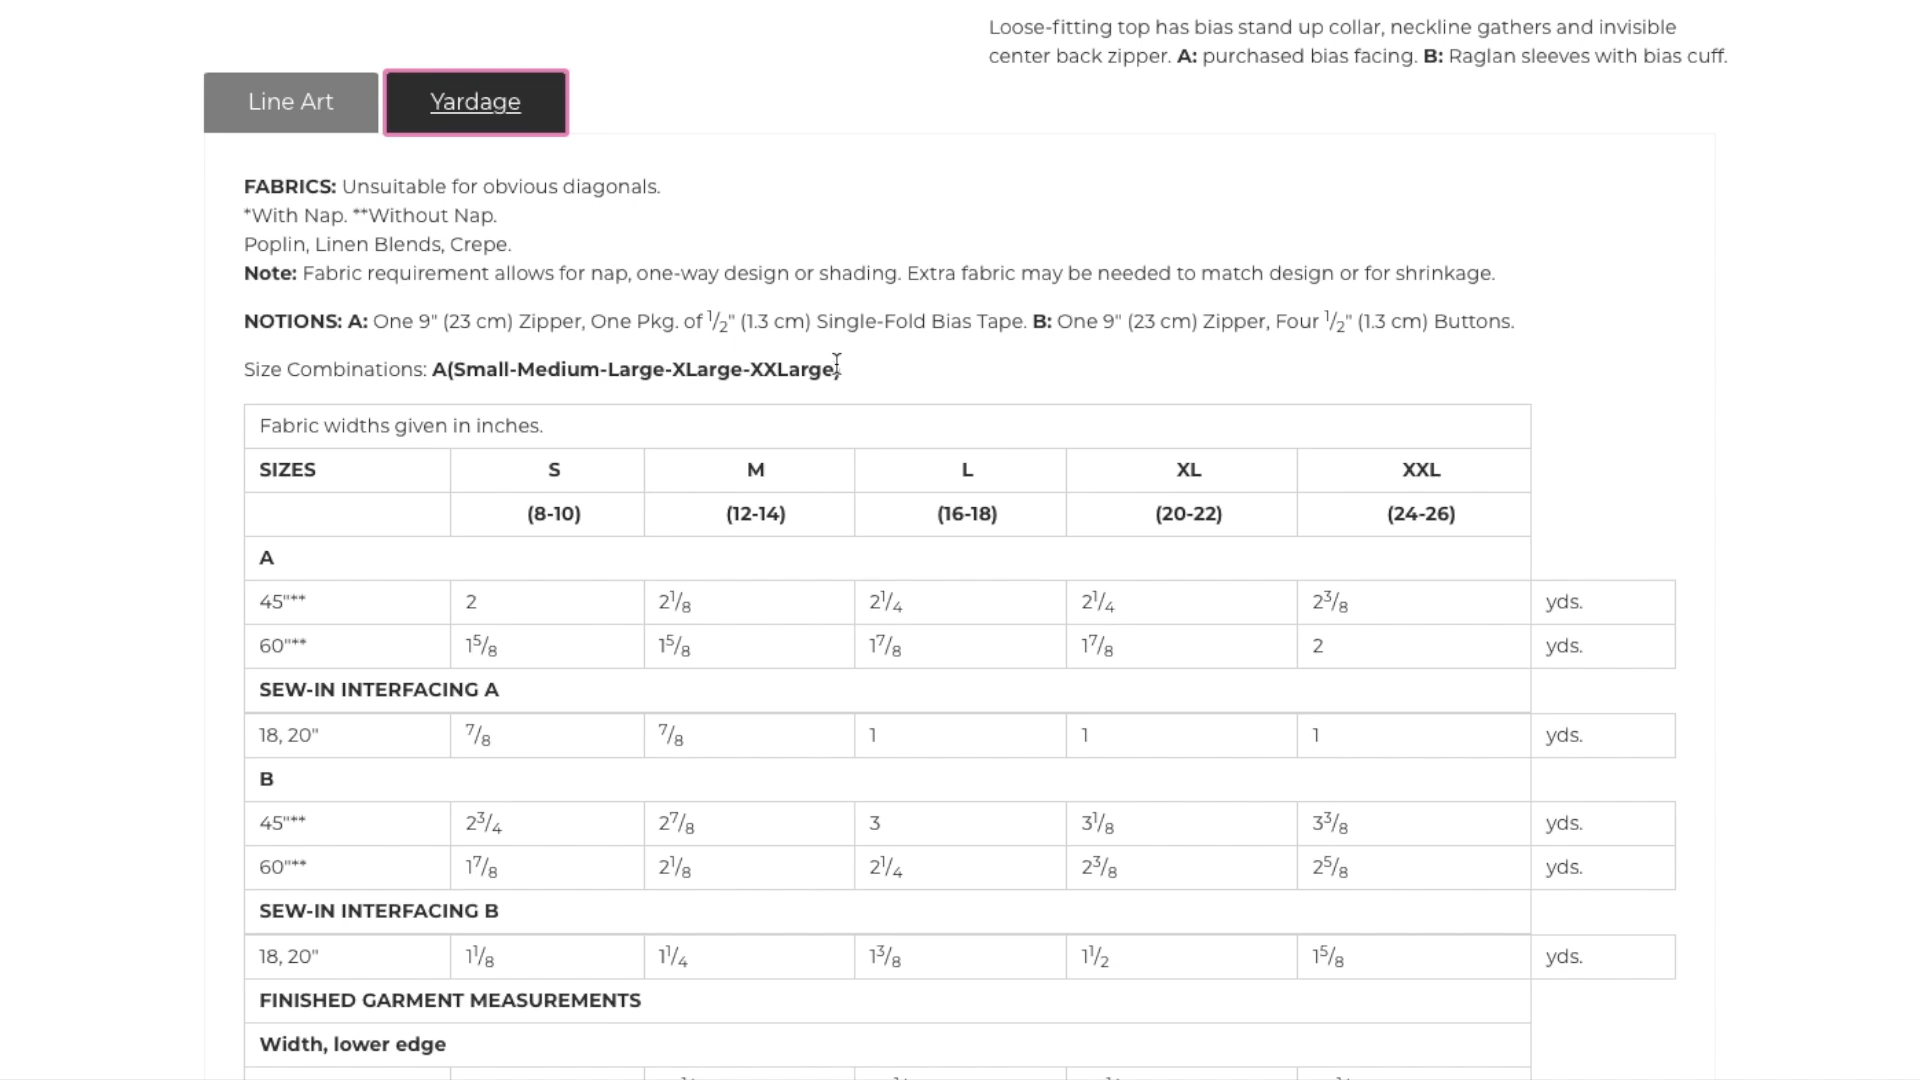 Loose-fitting top has bias stand up collar, neckline gathers and invisible
center back zipper. A: purchased bias facing. B: Raglan sleeves with bias cuff.
Line Art Yardage
FABRICS: Unsuitable for obvious diagonals.
*With Nap. **Without Nap.
Poplin, Linen Blends, Crepe.
Note: Fabric requirement allows for nap, one-way design or shading. Extra fabric may be needed to match design or for shrinkage.
NOTIONS: A: One 9" (23 cm) Zipper, One Pkg. of 1/2" (1.3 cm) Single-Fold Bias Tape. B: One 9" (23 cm) Zipper, Four 1/2" (1.3 cm) Buttons.
Size Combinations: A(Small-Medium-Large-XLarge-XXLarge)
Fabric widths given in inches.
SIZES S M L XL XXL
(8-10) (12-14) (16-18) (20-22) (24-26)
A
45"** 2 2 1/8 2 1/4 2 1/4 2 3/8 yds.
60"** 1 5/8 1 5/8 1 7/8 1 7/8 2 yds.
SEW-IN INTERFACING A
18, 20" 7/8 7/8 1 1 1 yds.
B
45"** 2 3/4 2 7/8 3 3 1/8 3 3/8 yds.
60"** 1 7/8 2 1/8 2 1/4 2 3/8 2 5/8 yds.
SEW-IN INTERFACING B
18, 20" 1 1/8 1 1/4 1 3/8 1 1/2 1 5/8 yds.
FINISHED GARMENT MEASUREMENTS
Width, lower edge